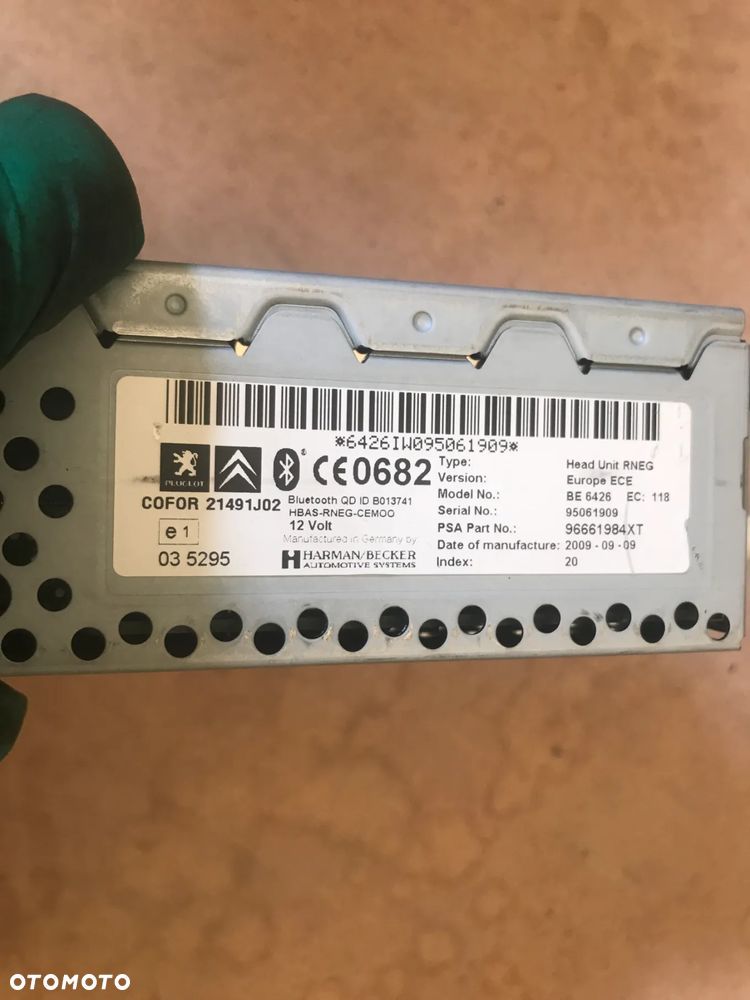 *6426IW095061909*
PEUGEOT
CE0682
COFOR 21491J02
e1
03 5295
Bluetooth QD ID B013741
HBAS-RNEG-CEMOO
12 Volt
Manufactured in Germany by:
HARMAN/BECKER
AUTOMOTIVE SYSTEMS
Type: Head Unit RNEG
Version: Europe ECE
Model No.: BE 6426 EC: 118
Serial No.: 95061909
PSA Part No.: 96661984XT
Date of manufacture: 2009-09-09
Index: 20
OTOMOTO